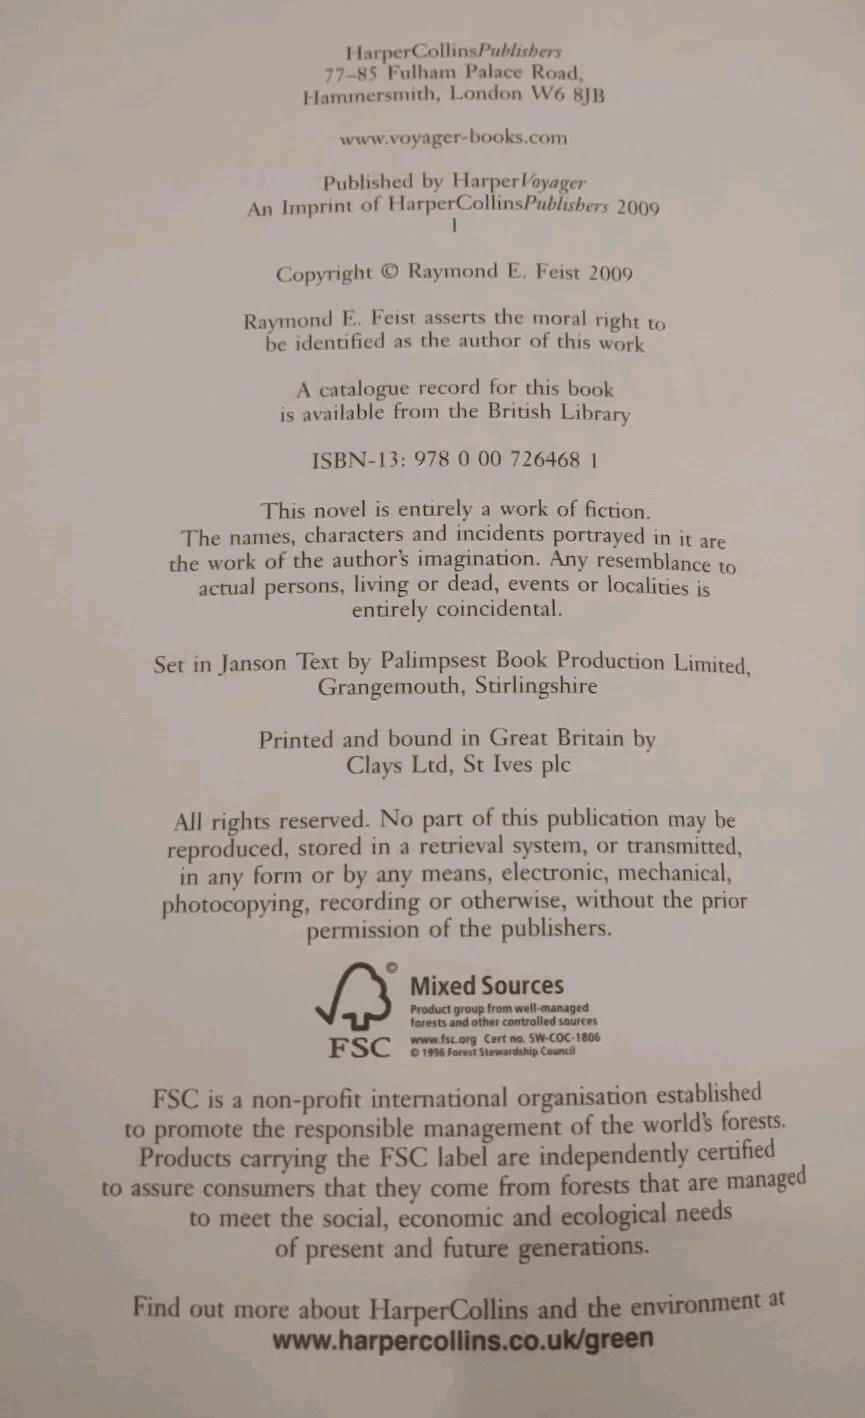 HarperCollinsPublishers
77–85 Fulham Palace Road,
Hammersmith, London W6 8JB
www.voyager-books.com
Published by HarperVoyager
An Imprint of HarperCollinsPublishers 2009
1
Copyright © Raymond E. Feist 2009
Raymond E. Feist asserts the moral right to
be identified as the author of this work
A catalogue record for this book
is available from the British Library
ISBN-13: 978 0 00 726468 1
This novel is entirely a work of fiction.
The names, characters and incidents portrayed in it are
the work of the author's imagination. Any resemblance to
actual persons, living or dead, events or localities is
entirely coincidental.
Set in Janson Text by Palimpsest Book Production Limited,
Grangemouth, Stirlingshire
Printed and bound in Great Britain by
Clays Ltd, St Ives plc
All rights reserved. No part of this publication may be
reproduced, stored in a retrieval system, or transmitted,
in any form or by any means, electronic, mechanical,
photocopying, recording or otherwise, without the prior
permission of the publishers.
©
FSC
Mixed Sources
Product group from well-managed
forests and other controlled sources
www.fsc.org Cert no. SW-COC-1806
© 1996 Forest Stewardship Council
FSC is a non-profit international organisation established
to promote the responsible management of the world's forests.
Products carrying the FSC label are independently certified
to assure consumers that they come from forests that are managed
to meet the social, economic and ecological needs
of present and future generations.
Find out more about HarperCollins and the environment at
www.harpercollins.co.uk/green